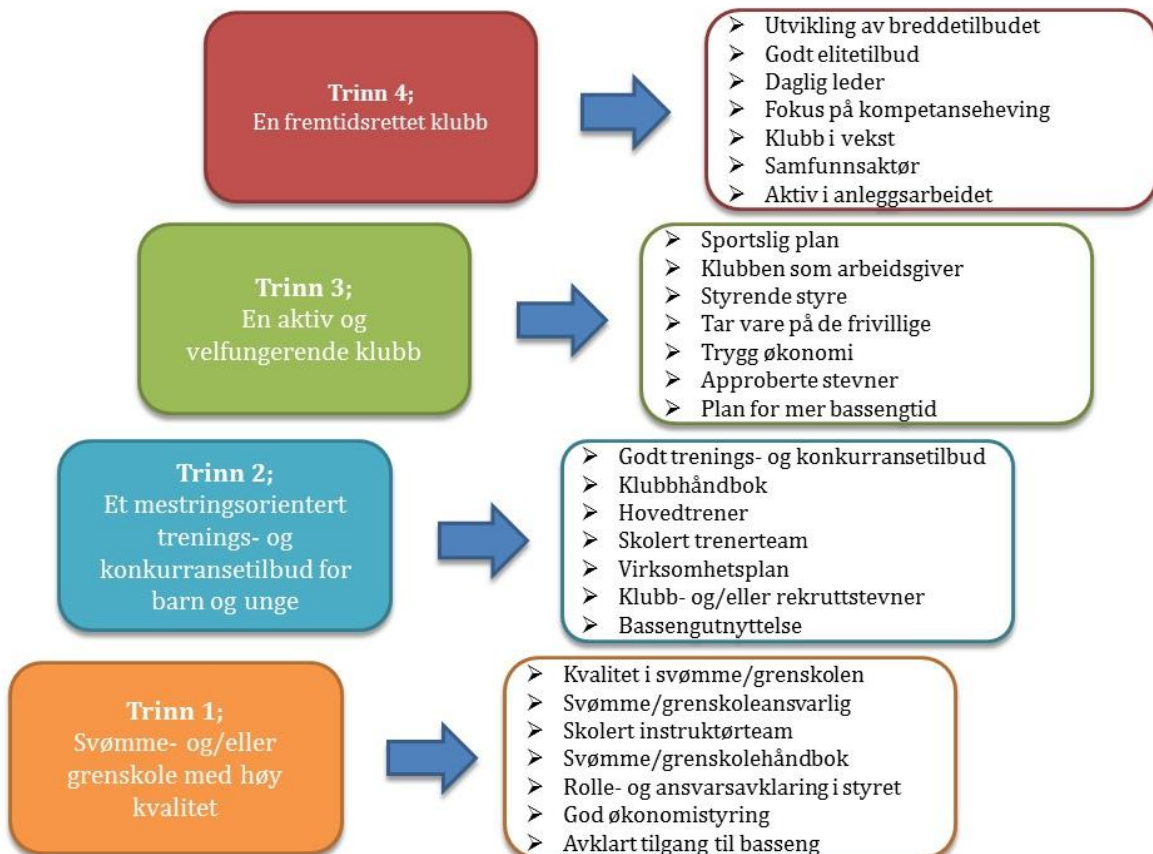 Trinn 4;
En fremtidsrettet klubb
Utvikling av breddetilbudet
Godt elitetilbud
Daglig leder
Fokus på kompetanseheving
Klubb i vekst
Samfunnsaktør
Aktiv i anleggsarbeidet
Trinn 3;
En aktiv og
velfungerende klubb
Sportslig plan
Klubben som arbeidsgiver
Styrende styre
Tar vare på de frivillige
Trygg økonomi
Approberte stevner
Plan for mer bassengtid
Trinn 2;
Et mestringsorientert
trenings- og
konkurransetilbud for
barn og unge
Godt trenings- og konkurransetilbud
Klubbhåndbok
Hovedtrener
Skolert trenerteam
Virksomhetsplan
Klubb- og/eller rekruttstevner
Bassengutnyttelse
Trinn 1;
Svømme- og/eller
grenskole med høy
kvalitet
Kvalitet i svømme/grenskolen
Svømme/grenskoleansvarlig
Skolert instruktørteam
Svømme/grenskolehåndbok
Rolle- og ansvarsavklaring i styret
God økonomistyring
Avklart tilgang til basseng